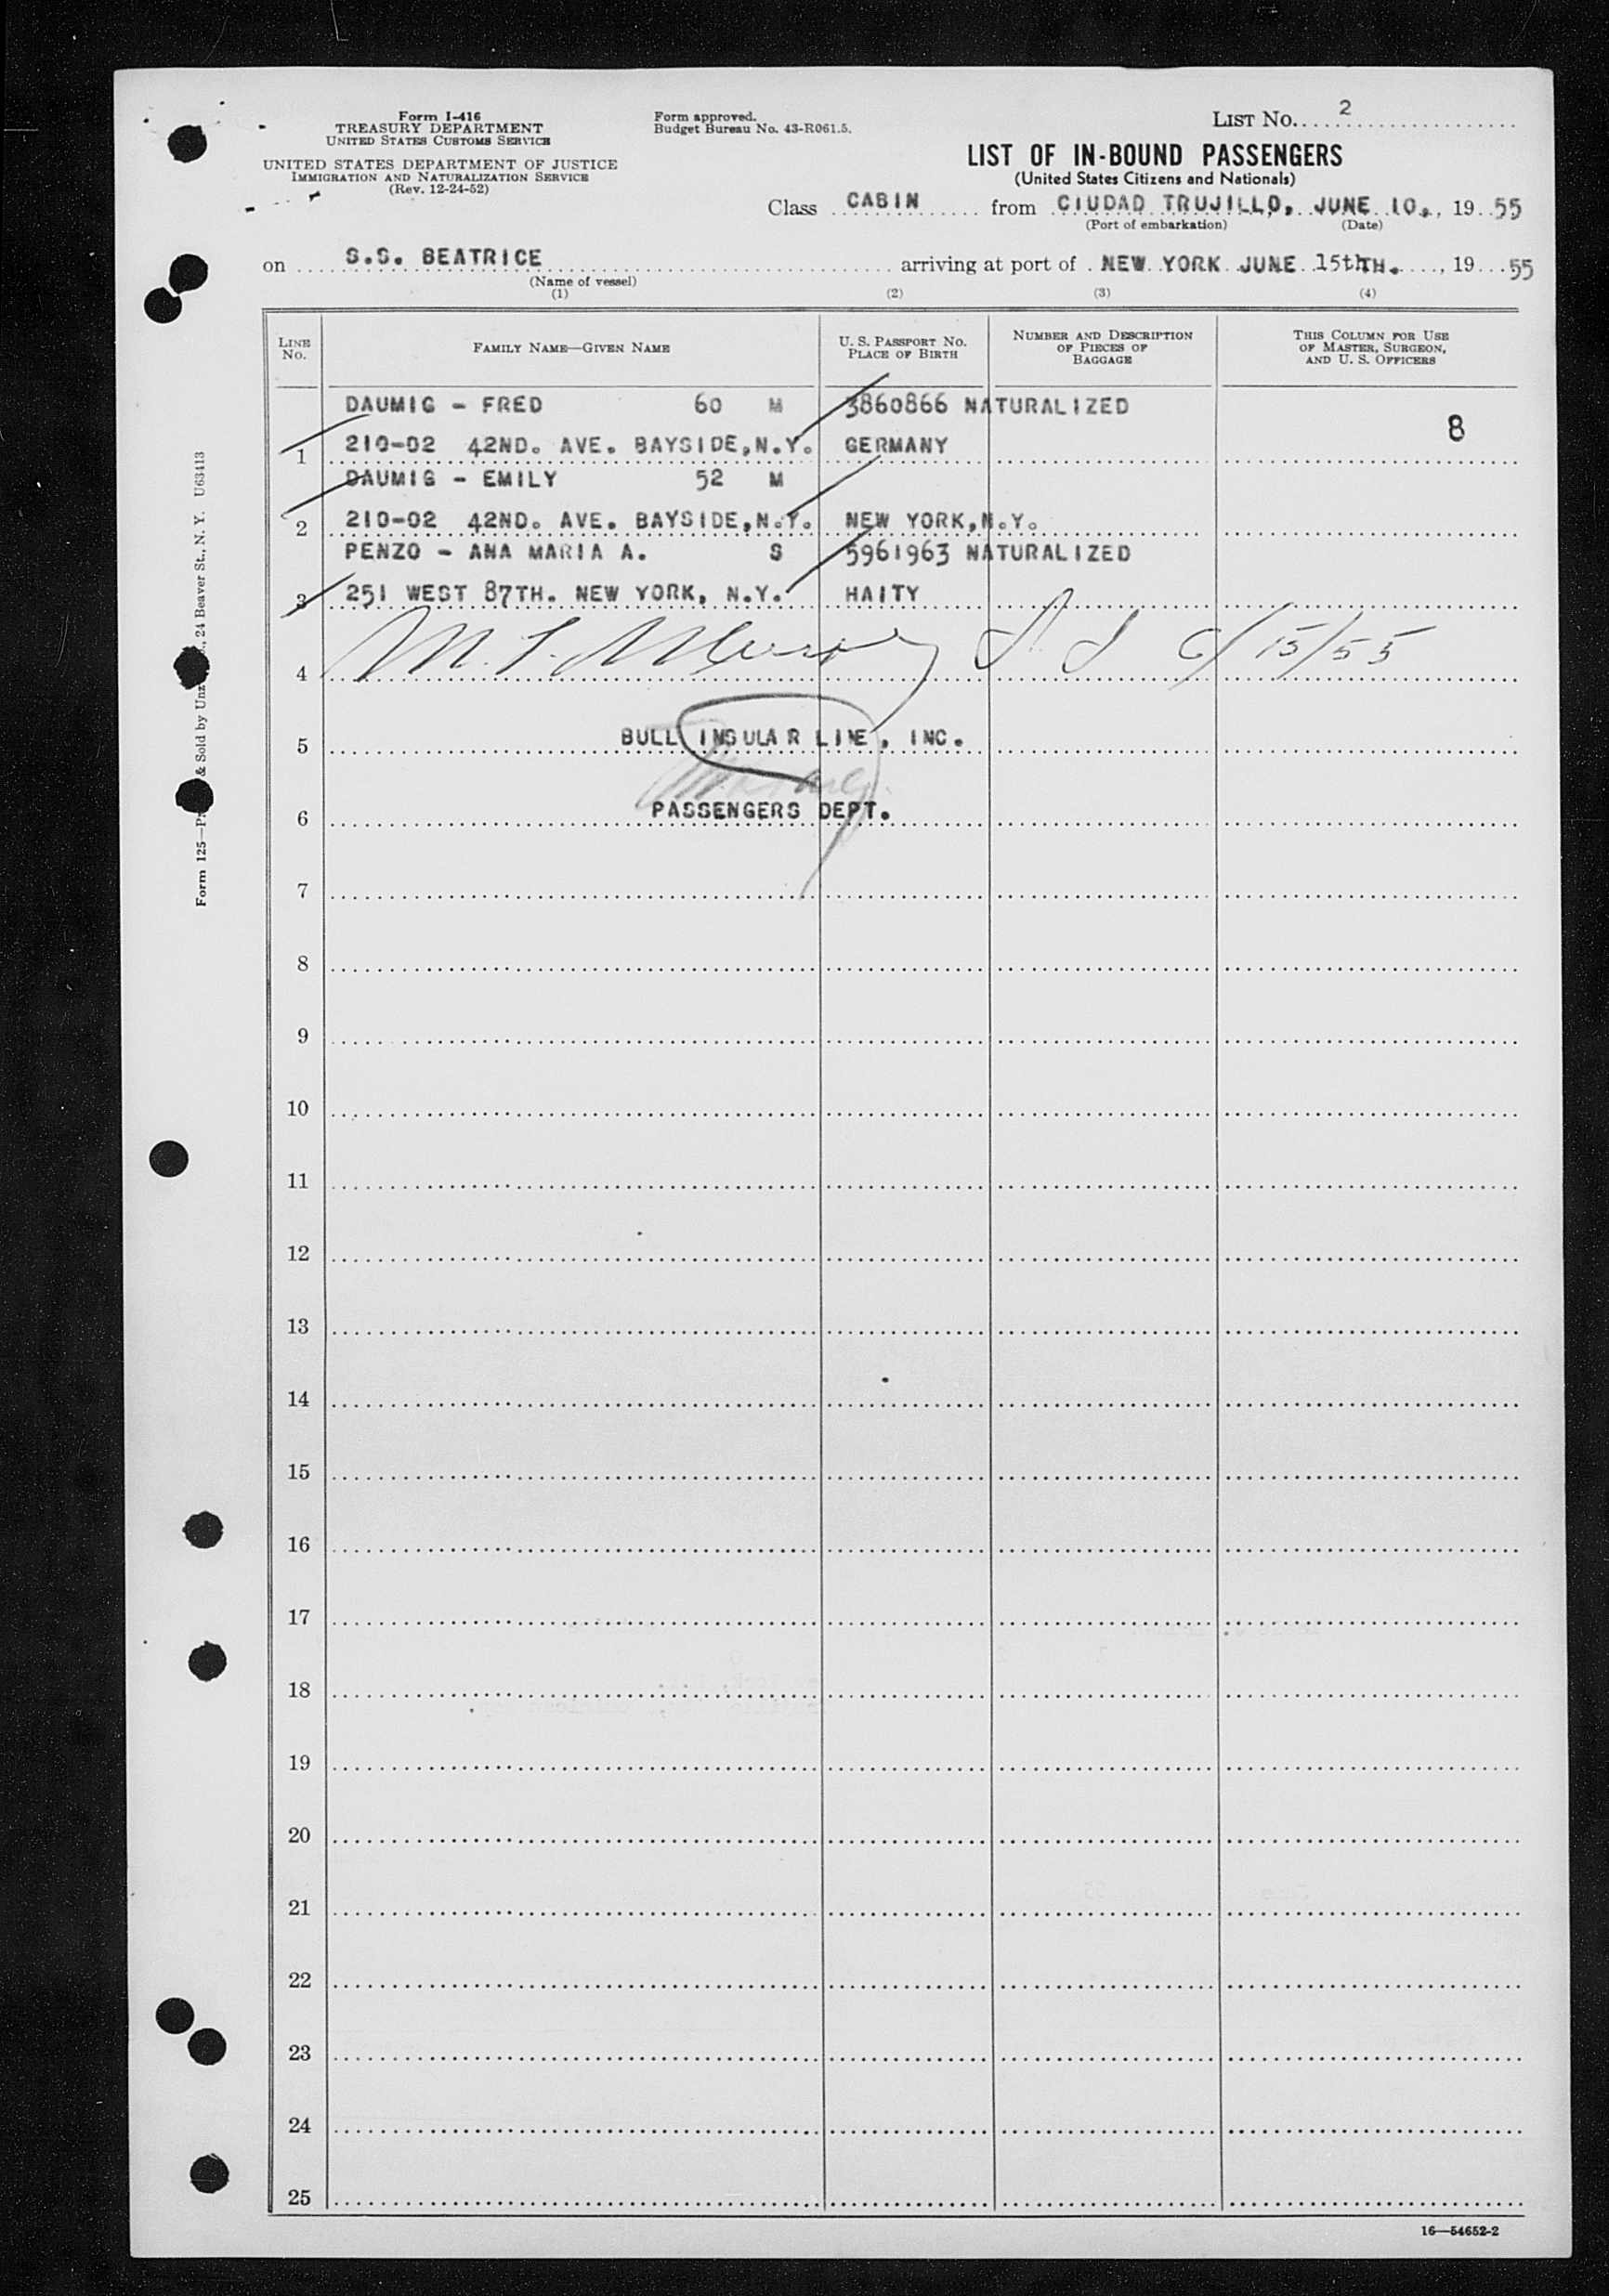 Form I-416
TREASURY DEPARTMENT
UNITED STATES CUSTOMS SERVICE
UNITED STATES DEPARTMENT OF JUSTICE
IMMIGRATION AND NATURALIZATION SERVICE
(Rev. 12-24-52)
Form approved.
Budget Bureau No. 43-R061.5.
LIST No. 2
LIST OF IN-BOUND PASSENGERS
(United States Citizens and Nationals)
Class CABIN from CIUDAD TRUJILLO, JUNE 10., 19 55
(Port of embarkation) (Date)
on S.S. BEATRICE arriving at port of NEW YORK JUNE 15thTH., 19 55
(Name of vessel)
(1) (2) (3) (4)
LINE No. FAMILY NAME—GIVEN NAME U. S. PASSPORT No. PLACE OF BIRTH NUMBER AND DESCRIPTION OF PIECES OF BAGGAGE THIS COLUMN FOR USE OF MASTER, SURGEON, AND U. S. OFFICERS
DAUMIG - FRED 60 M 3860866 NATURALIZED
8
1 210-02 42ND. AVE. BAYSIDE,N.Y. GERMANY
DAUMIG - EMILY 52 M
2 210-02 42ND. AVE. BAYSIDE,N.Y. NEW YORK,N.Y.
PENZO - ANA MARIA A. S 5961963 NATURALIZED
3 251 WEST 87TH. NEW YORK, N.Y. HAITY
4 6/15/55
5 BULL INSULAR LINE, INC.
6 PASSENGERS DEPT.
7
8
9
10
11
12
13
14
15
16
17
18
19
20
21
22
23
24
25
16—54652-2
Form 125— & Sold by 24 Beaver St., N. Y. U63413